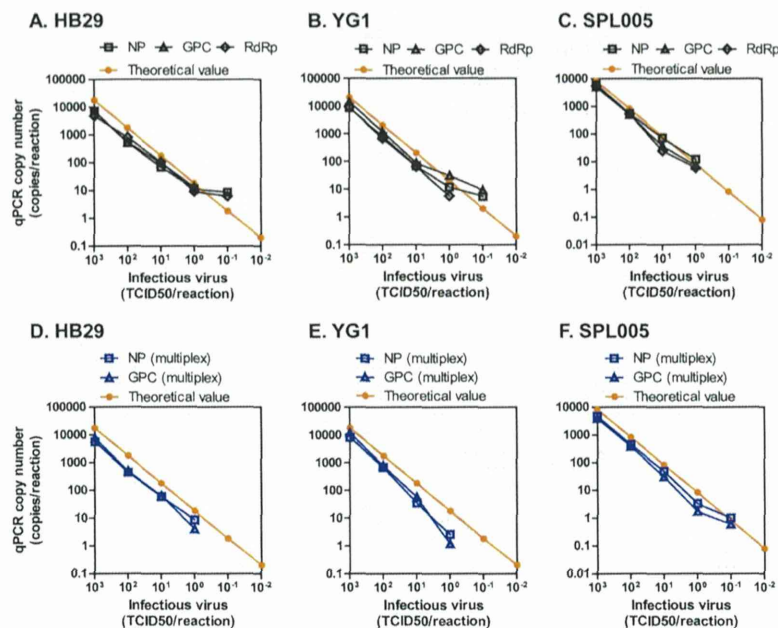 A. HB29
NP GPC RdRp
Theoretical value
qPCR copy number
(copies/reaction)
100000
10000
1000
100
10
1
0.1
10³ 10² 10¹ 10⁰ 10⁻¹ 10⁻²
Infectious virus
(TCID50/reaction)
B. YG1
NP GPC RdRp
Theoretical value
100000
10000
1000
100
10
1
0.1
10³ 10² 10¹ 10⁰ 10⁻¹ 10⁻²
Infectious virus
(TCID50/reaction)
C. SPL005
NP GPC RdRp
Theoretical value
10000
1000
100
10
1
0.1
0.01
10³ 10² 10¹ 10⁰ 10⁻¹ 10⁻²
Infectious virus
(TCID50/reaction)
D. HB29
NP (multiplex)
GPC (multiplex)
Theoretical value
qPCR copy number
(copies/reaction)
100000
10000
1000
100
10
1
0.1
10³ 10² 10¹ 10⁰ 10⁻¹ 10⁻²
Infectious virus
(TCID50/reaction)
E. YG1
NP (multiplex)
GPC (multiplex)
Theoretical value
100000
10000
1000
100
10
1
0.1
10³ 10² 10¹ 10⁰ 10⁻¹ 10⁻²
Infectious virus
(TCID50/reaction)
F. SPL005
NP (multiplex)
GPC (multiplex)
Theoretical value
10000
1000
100
10
1
0.1
0.01
10³ 10² 10¹ 10⁰ 10⁻¹ 10⁻²
Infectious virus
(TCID50/reaction)